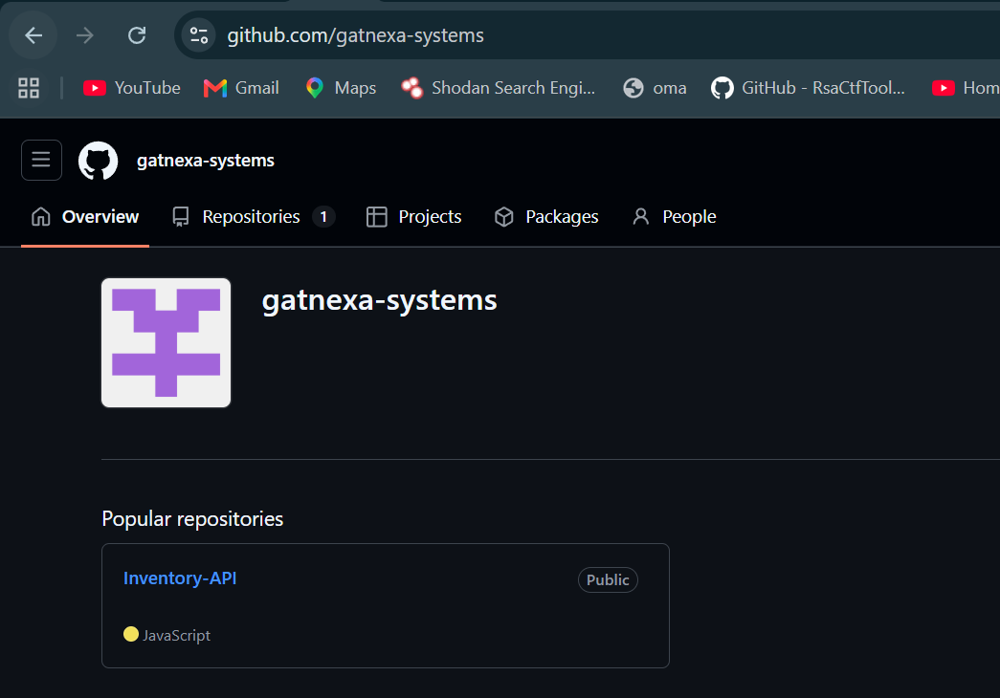 github.com/gatnexa-systems
YouTube Gmail Maps Shodan Search Engi... oma GitHub - RsaCtfTool... Hom
gatnexa-systems
Overview Repositories 1 Projects Packages People
gatnexa-systems
Popular repositories
Inventory-API Public
JavaScript